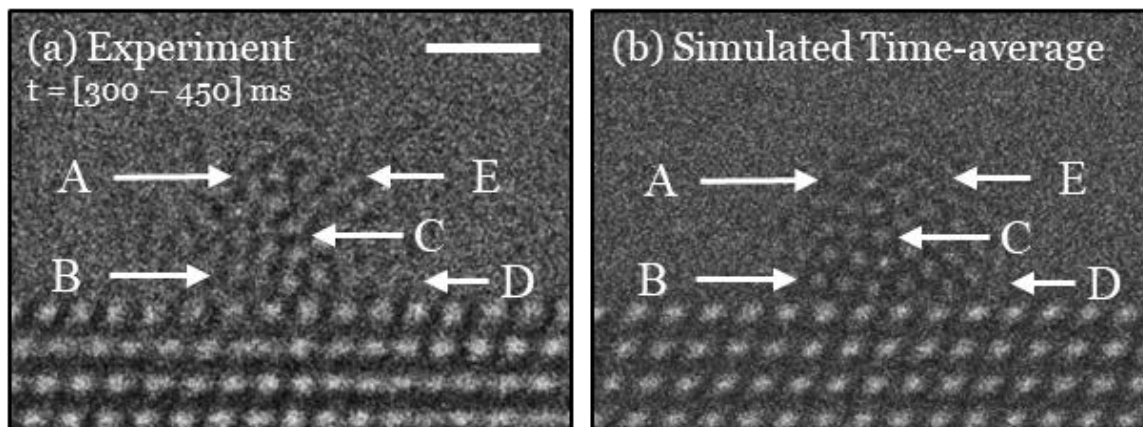 (a) Experiment
t = [300 – 450] ms
A
E
C
B
D
(b) Simulated Time-average
A
E
C
B
D